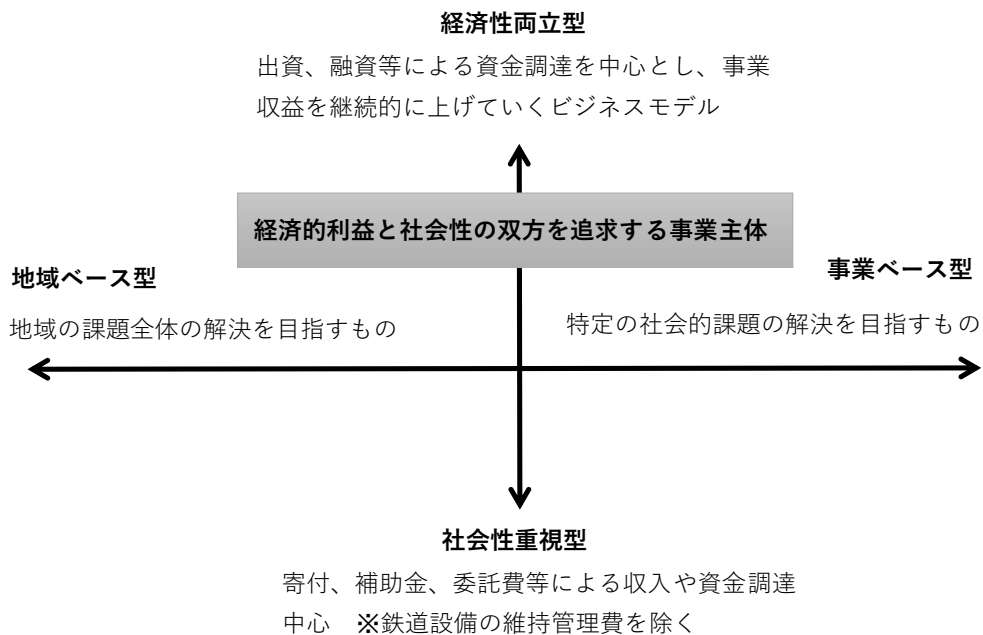 経済性両立型
出資、融資等による資金調達を中心とし、事業
収益を継続的に上げていくビジネスモデル
経済的利益と社会性の双方を追求する事業主体
地域ベース型
地域の課題全体の解決を目指すもの
事業ベース型
特定の社会的課題の解決を目指すもの
社会性重視型
寄付、補助金、委託費等による収入や資金調達
中心　※鉄道設備の維持管理費を除く